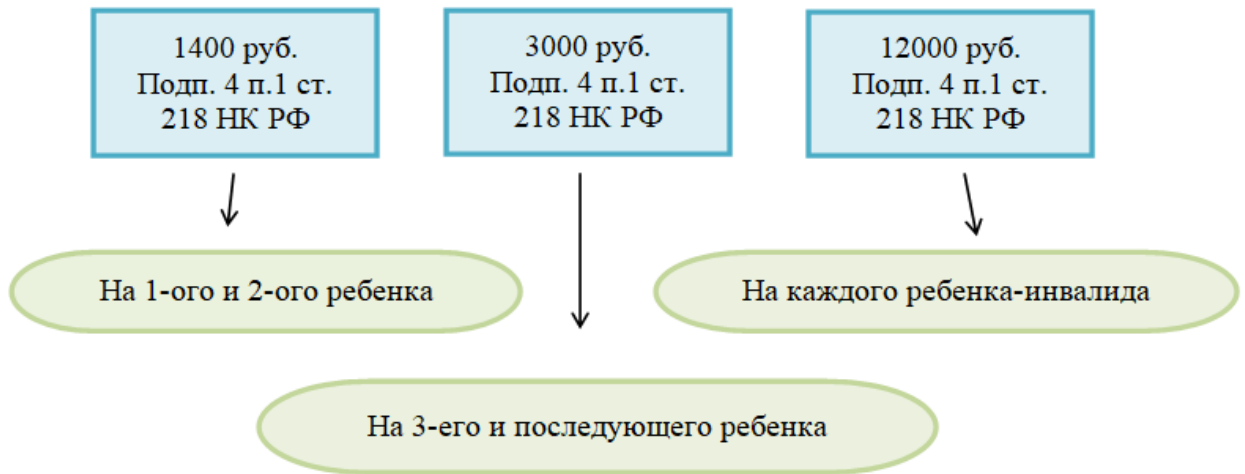 1400 руб.
Подп. 4 п.1 ст.
218 НК РФ
3000 руб.
Подп. 4 п.1 ст.
218 НК РФ
12000 руб.
Подп. 4 п.1 ст.
218 НК РФ
На 1-ого и 2-ого ребенка
На каждого ребенка-инвалида
На 3-его и последующего ребенка